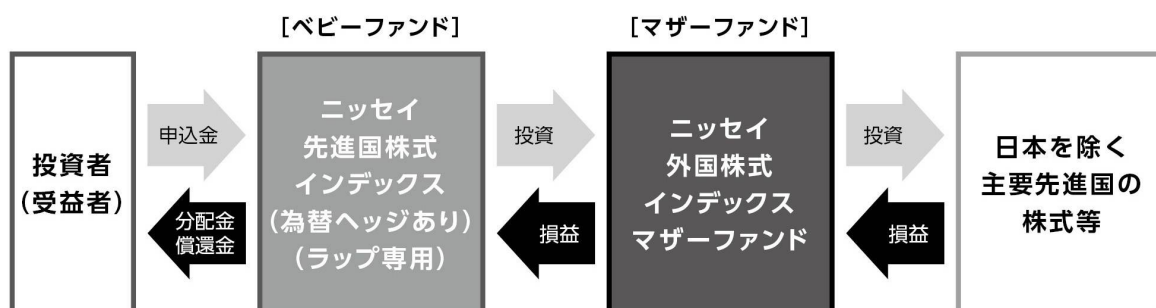 [ベビーファンド]
[マザーファンド]
投資者
(受益者)
申込金
分配金
償還金
ニッセイ
先進国株式
インデックス
(為替ヘッジあり)
(ラップ専用)
投資
損益
ニッセイ
外国株式
インデックス
マザーファンド
投資
損益
日本を除く
主要先進国の
株式等